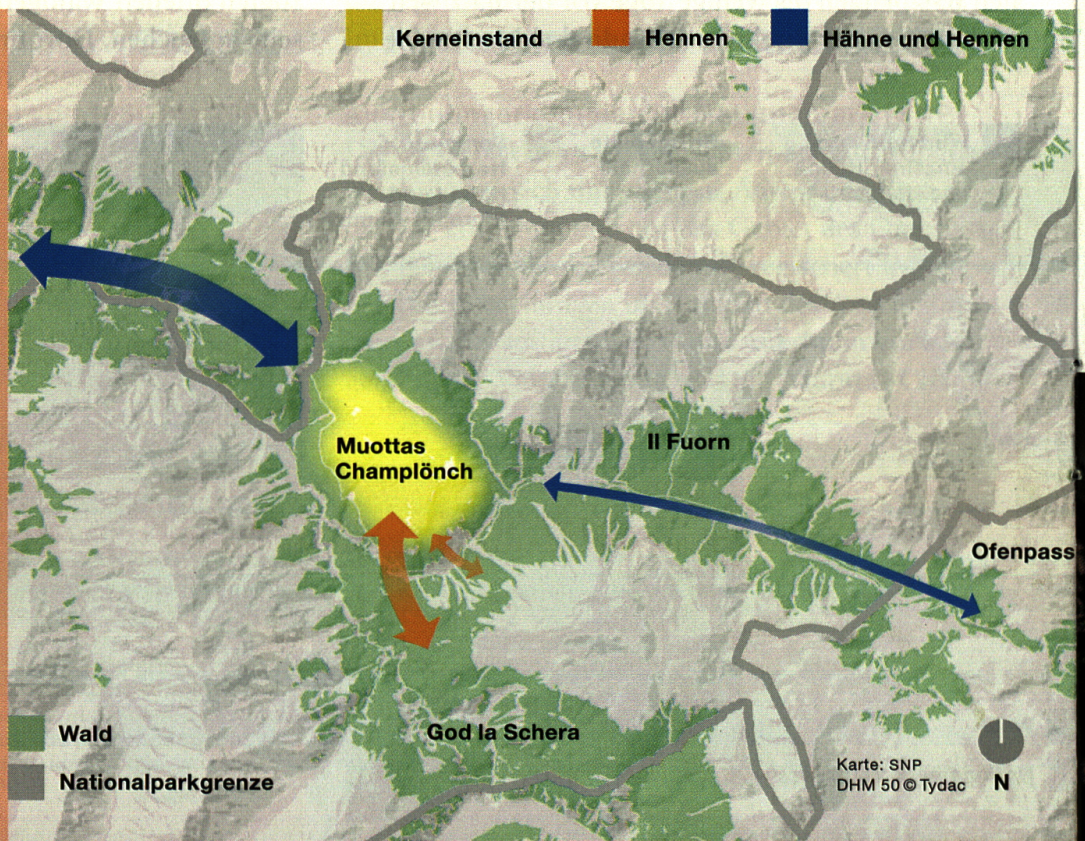 Kerneinstand
Hennen
Hähne und Hennen
Muottas
Champlönch
Il Fuorn
Ofenpass
God la Schera
Wald
Nationalparkgrenze
Karte: SNP
DHM 50 © Tydac
N